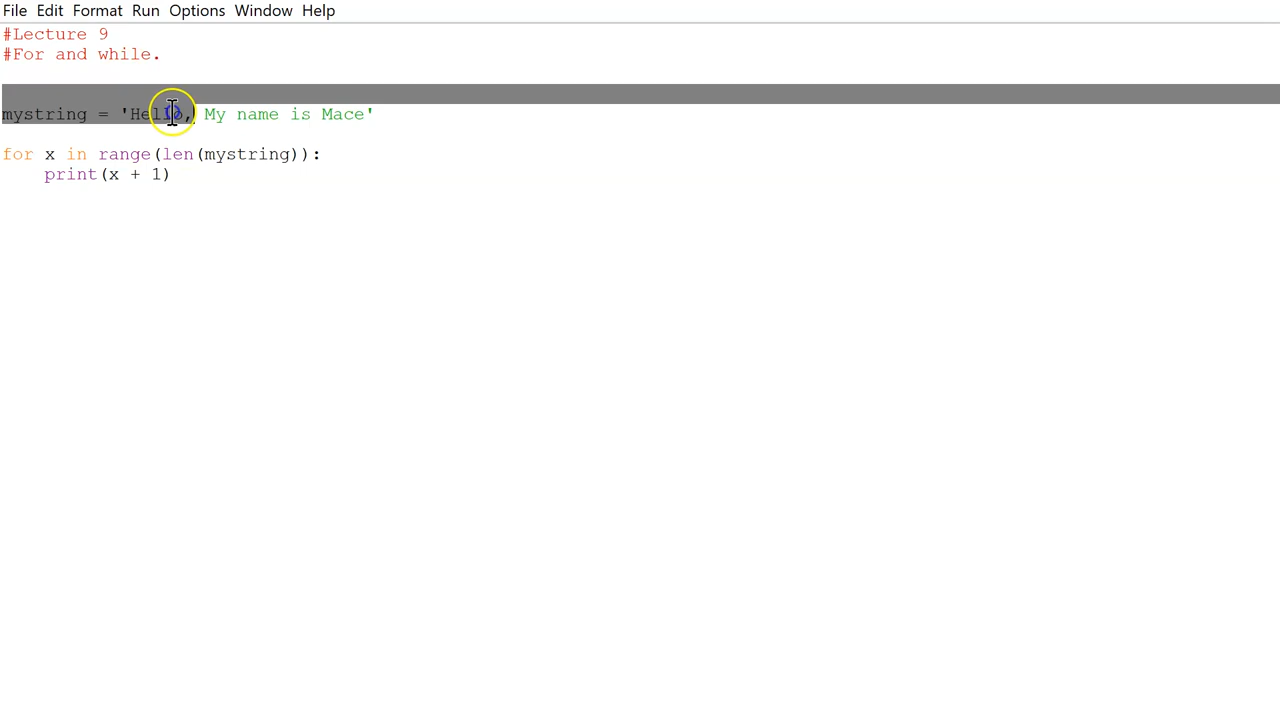 File Edit Format Run Options Window Help
#Lecture 9
#For and while.
mystring = 'Hello, My name is Mace'
for x in range(len(mystring)):
    print(x + 1)